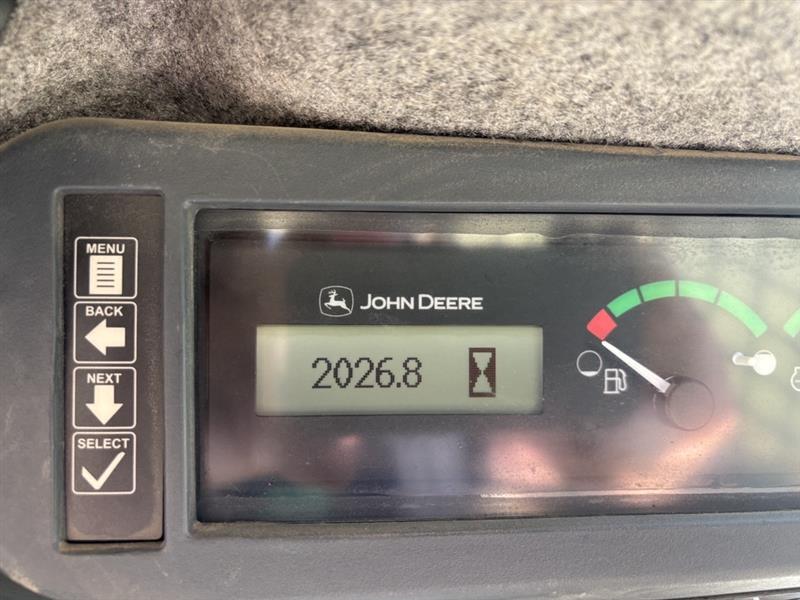 MENU
BACK
NEXT
SELECT
JOHN DEERE
2026.8